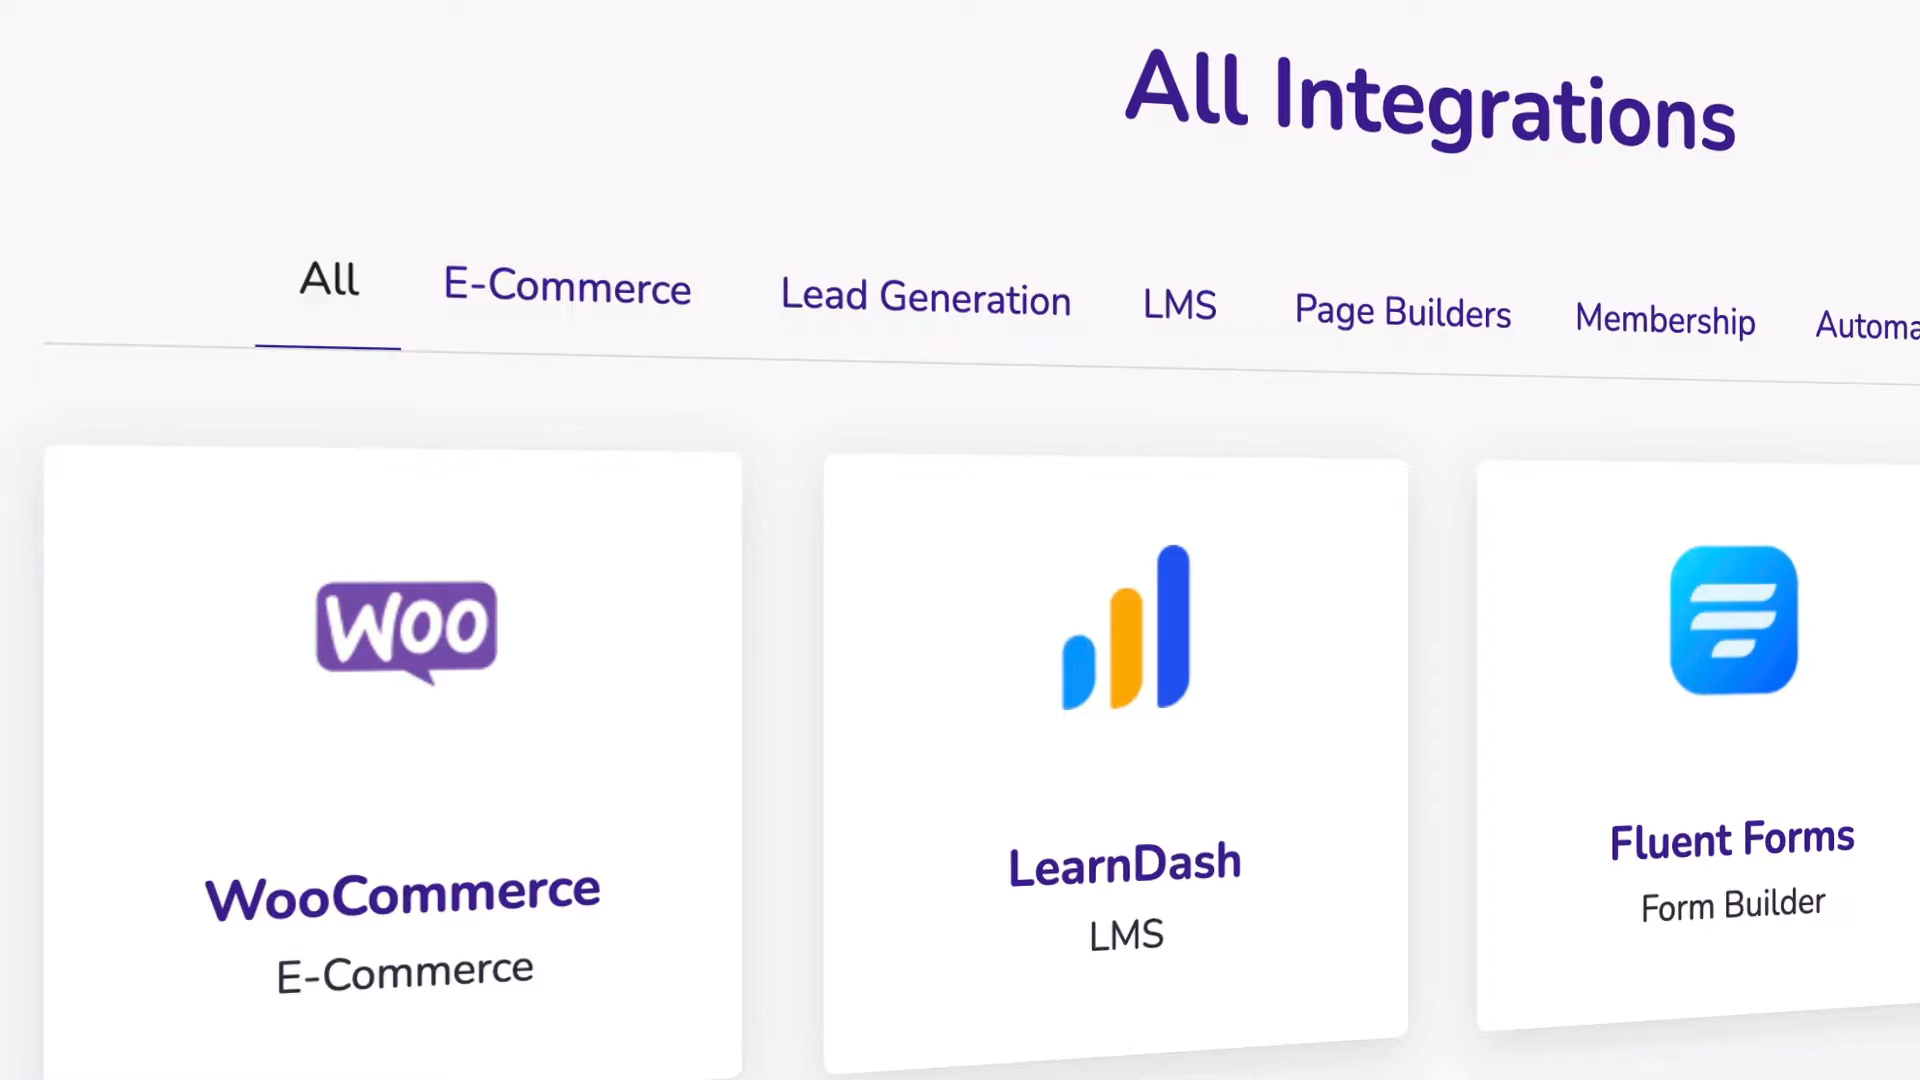 All Integrations
All E-Commerce Lead Generation LMS Page Builders Membership Automa
Woo
WooCommerce
E-Commerce
LearnDash
LMS
Fluent Forms
Form Builder